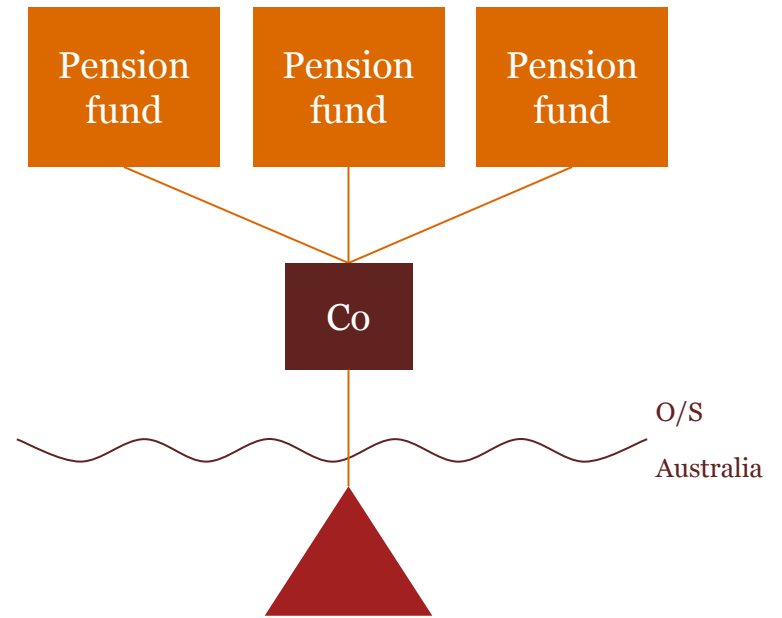 Pension
fund
Pension
fund
Pension
fund
Co
O/S
Australia